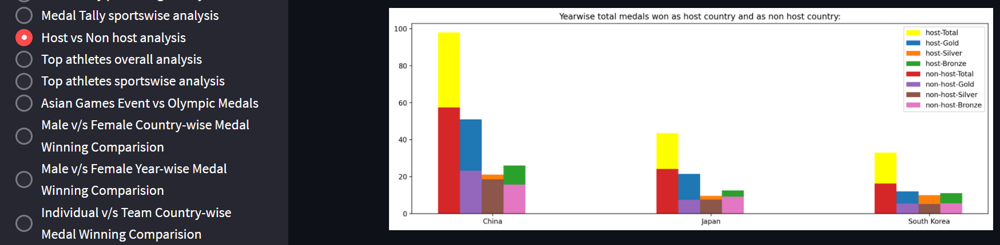 Medal Tally sportswise analysis
Host vs Non host analysis
Top athletes overall analysis
Top athletes sportswise analysis
Asian Games Event vs Olympic Medals
Male v/s Female Country-wise Medal
Winning Comparision
Male v/s Female Year-wise Medal
Winning Comparision
Individual v/s Team Country-wise
Medal Winning Comparision
Yearwise total medals won as host country and as non host country:
100
80
60
40
20
0
China
Japan
South Korea
host-Total
host-Gold
host-Silver
host-Bronze
non-host-Total
non-host-Gold
non-host-Silver
non-host-Bronze